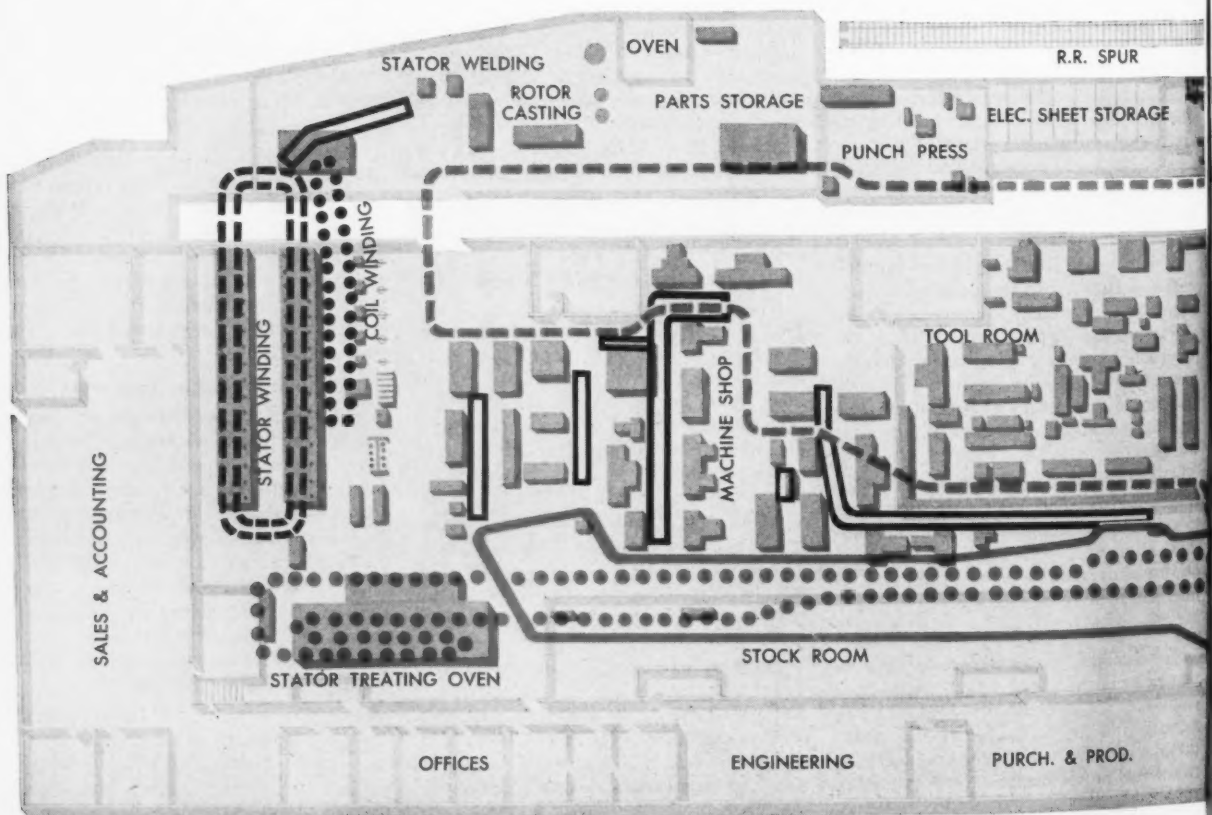 OVEN
R.R. SPUR
STATOR WELDING
ROTOR
CASTING
PARTS STORAGE
ELEC. SHEET STORAGE
PUNCH PRESS
COIL WINDING
STATOR WINDING
TOOL ROOM
MACHINE SHOP
SALES & ACCOUNTING
STOCK ROOM
STATOR TREATING OVEN
OFFICES
ENGINEERING
PURCH. & PROD.